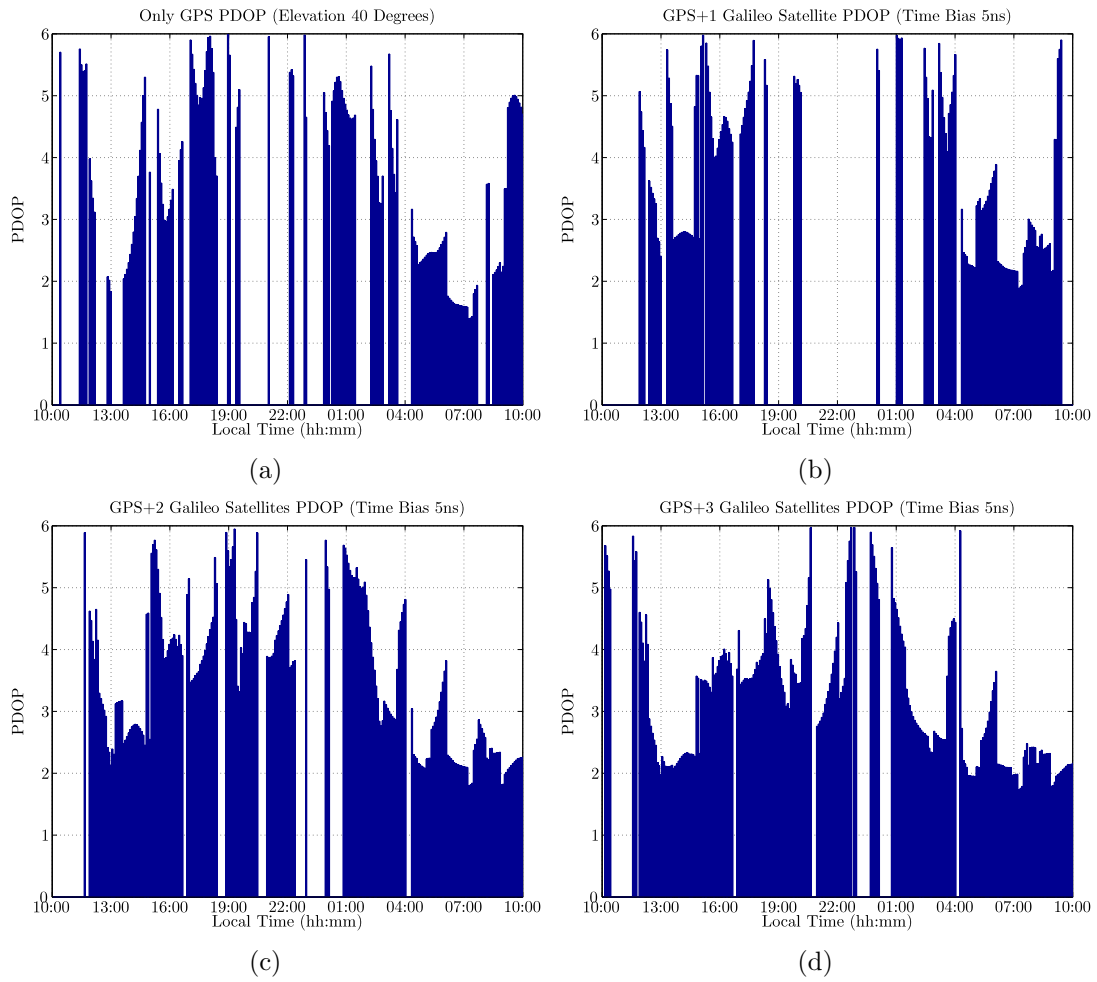 Only GPS PDOP (Elevation 40 Degrees)
PDOP
6
5
4
3
2
1
0
10:00 13:00 16:00 19:00 22:00 01:00 04:00 07:00 10:00
Local Time (hh:mm)
(a)
GPS+1 Galileo Satellite PDOP (Time Bias 5ns)
PDOP
6
5
4
3
2
1
0
10:00 13:00 16:00 19:00 22:00 01:00 04:00 07:00 10:00
Local Time (hh:mm)
(b)
GPS+2 Galileo Satellites PDOP (Time Bias 5ns)
PDOP
6
5
4
3
2
1
0
10:00 13:00 16:00 19:00 22:00 01:00 04:00 07:00 10:00
Local Time (hh:mm)
(c)
GPS+3 Galileo Satellites PDOP (Time Bias 5ns)
PDOP
6
5
4
3
2
1
0
10:00 13:00 16:00 19:00 22:00 01:00 04:00 07:00 10:00
Local Time (hh:mm)
(d)